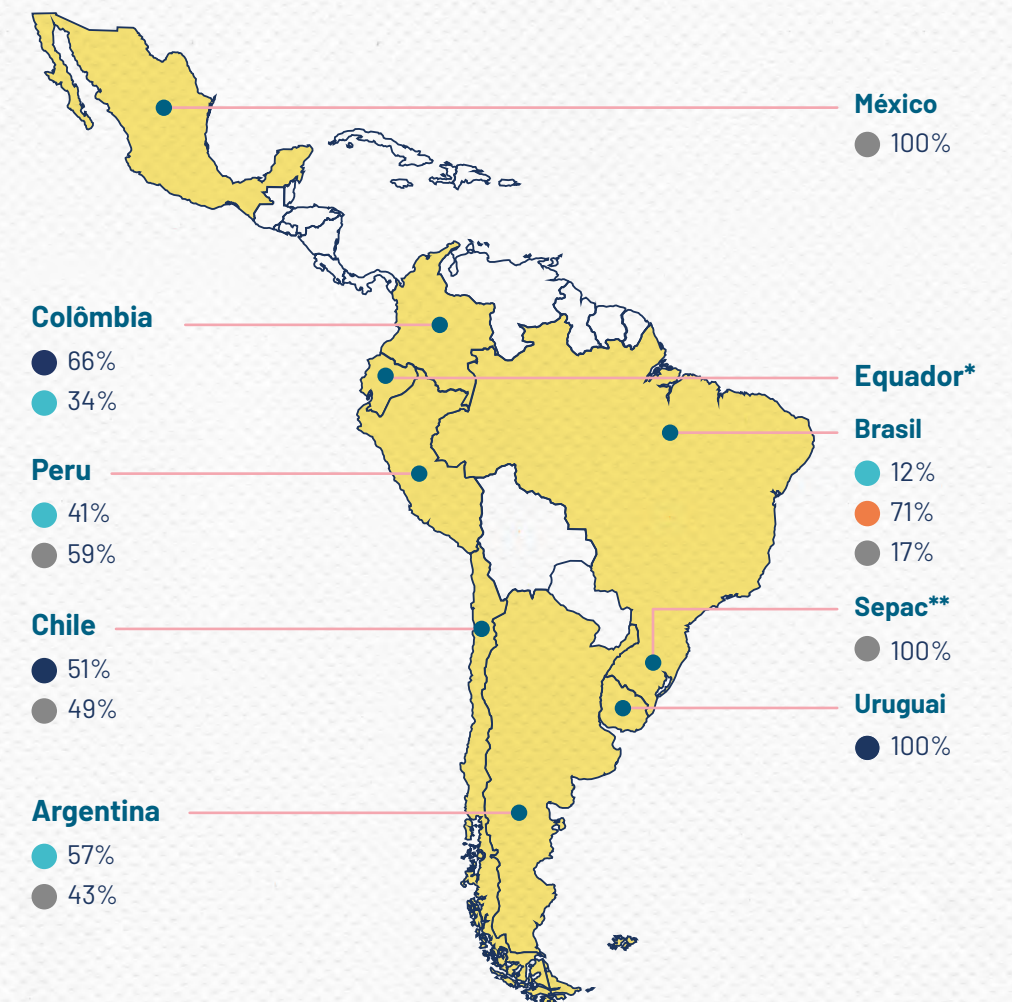 México
100%
Colômbia
66%
34%
Equador*
Brasil
12%
71%
17%
Peru
41%
59%
Sepac**
100%
Chile
51%
49%
Uruguai
100%
Argentina
57%
43%